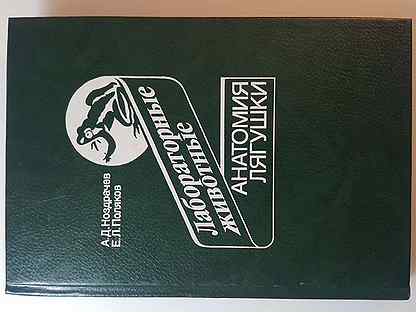 А.Д.Ноздрачев
Е.Л.Поляков
Лабораторные
животные
АНАТОМИЯ
ЛЯГУШКИ